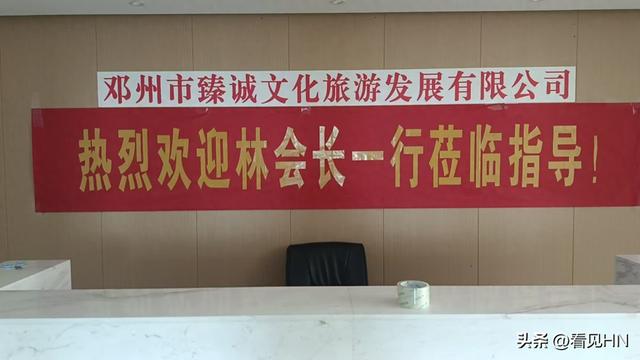 邓州市臻诚文化旅游发展有限公司
热烈欢迎林会长一行莅临指导！
头条 @看见HN